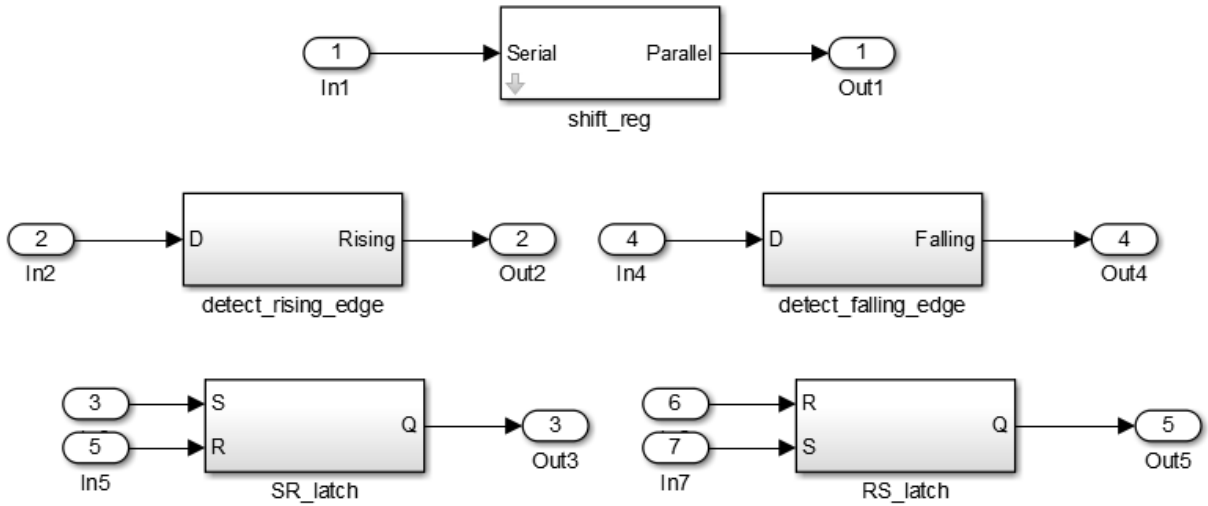 1 Serial Parallel 1
In1 Out1
shift_reg
2 D Rising 2 4 D Falling 4
In2 Out2 In4 Out4
detect_rising_edge detect_falling_edge
3 S 6 R
Q 3 Q 5
5 R 7 S
In5 Out3 In7 Out5
SR_latch RS_latch